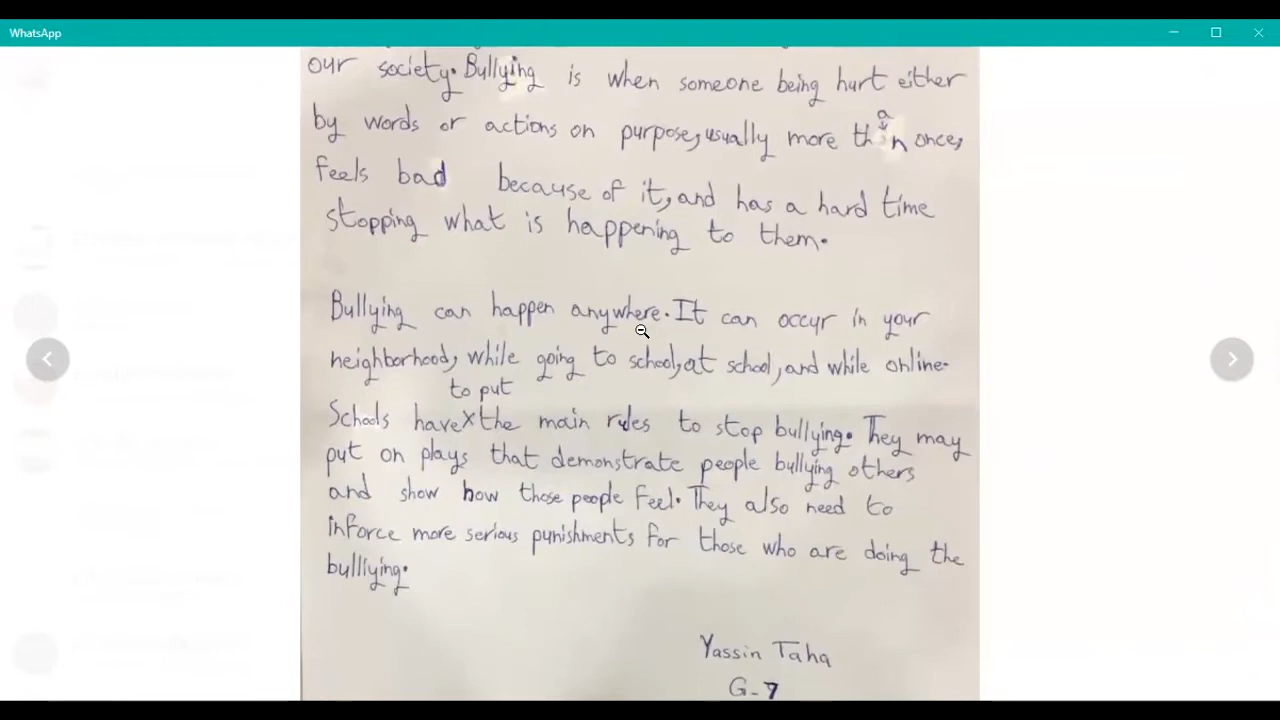 WhatsApp
our society. Bullying is when someone being hurt either
by words or actions on purpose, usually more than once,
feels bad because of it, and has a hard time
stopping what is happening to them.
Bullying can happen anywhere. It can occur in your
neighborhood, while going to school, at school, and while online.
to put
Schools have x the main rules to stop bullying. They may
put on plays that demonstrate people bullying others
and show how those people feel. They also need to
inforce more serious punishments for those who are doing the
bulliying.
Yassin Taha
G-7